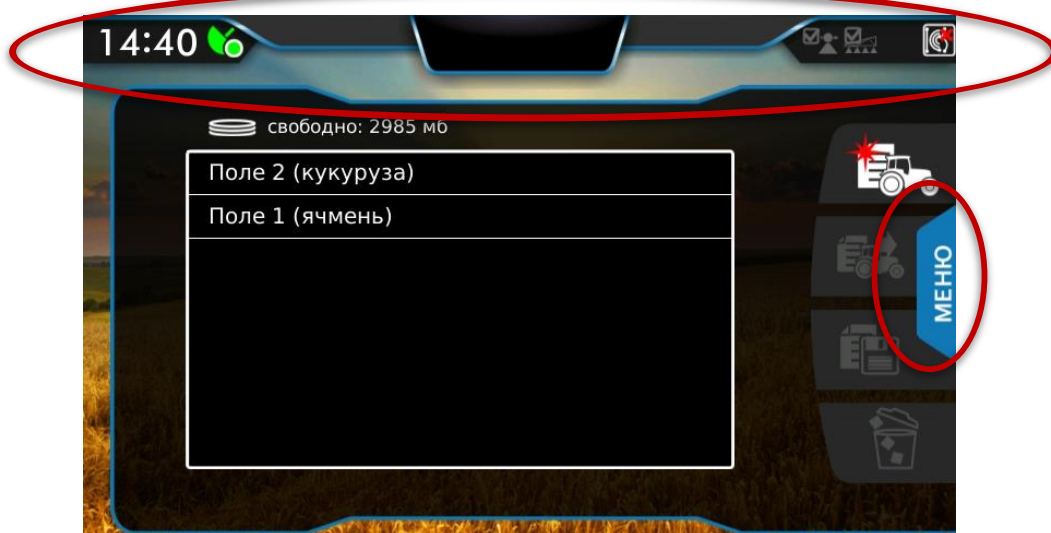 14:40
свободно: 2985 мб
Поле 2 (кукуруза)
Поле 1 (ячмень)
МЕНЮ